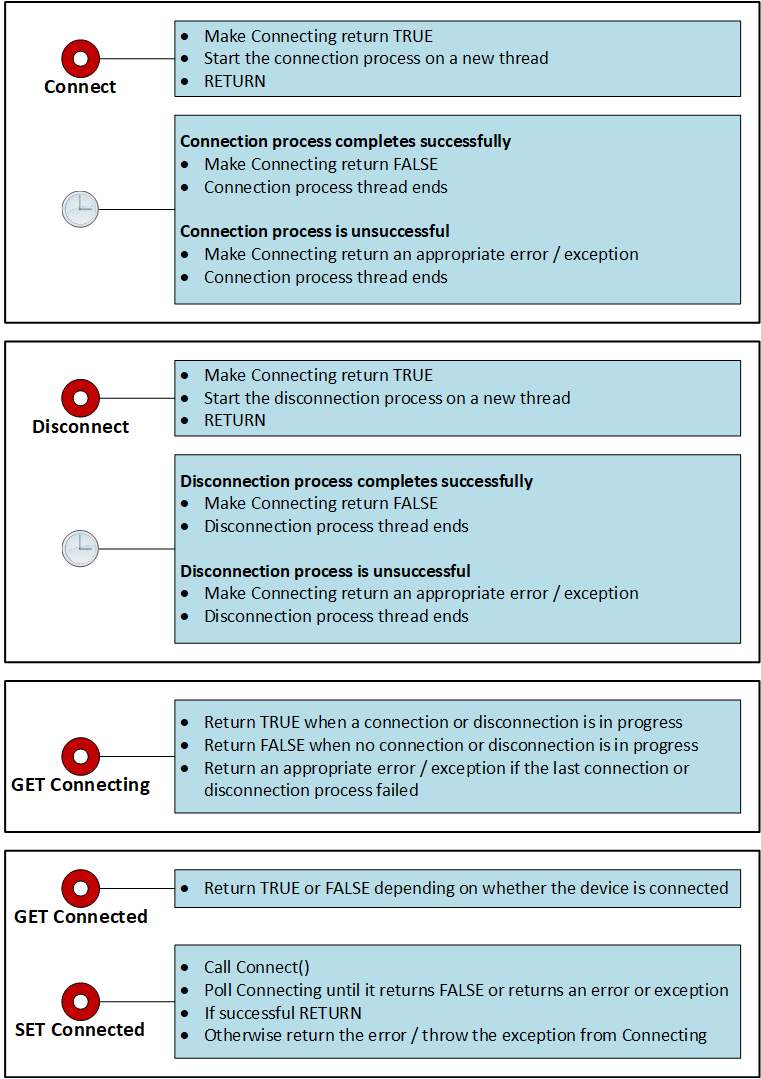 • Make Connecting return TRUE
• Start the connection process on a new thread
• RETURN
Connect
Connection process completes successfully
• Make Connecting return FALSE
• Connection process thread ends
Connection process is unsuccessful
• Make Connecting return an appropriate error / exception
• Connection process thread ends
• Make Connecting return TRUE
• Start the disconnection process on a new thread
• RETURN
Disconnect
Disconnection process completes successfully
• Make Connecting return FALSE
• Disconnection process thread ends
Disconnection process is unsuccessful
• Make Connecting return an appropriate error / exception
• Disconnection process thread ends
• Return TRUE when a connection or disconnection is in progress
• Return FALSE when no connection or disconnection is in progress
• Return an appropriate error / exception if the last connection or
disconnection process failed
GET Connecting
• Return TRUE or FALSE depending on whether the device is connected
GET Connected
• Call Connect()
• Poll Connecting until it returns FALSE or returns an error or exception
• If successful RETURN
• Otherwise return the error / throw the exception from Connecting
SET Connected